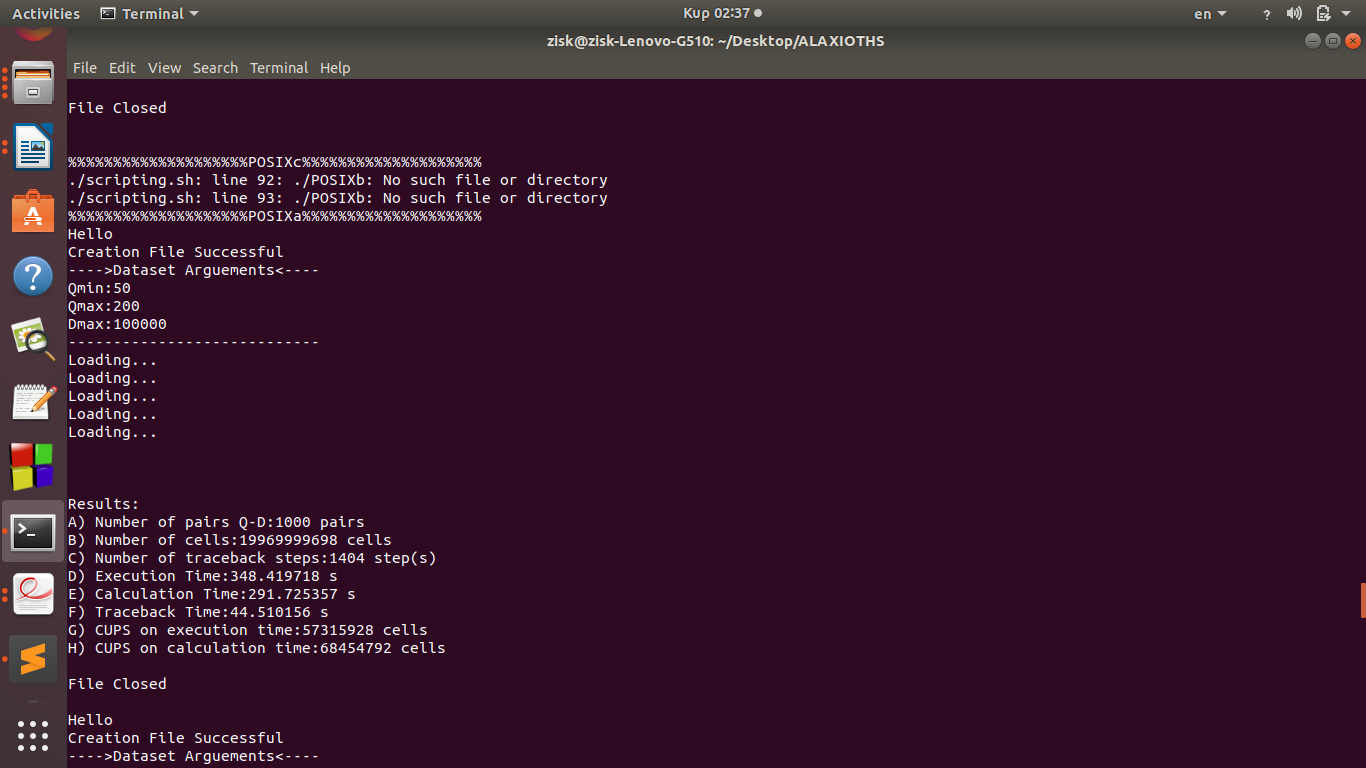 Activities Terminal Κυρ 02:37 en ?
zisk@zisk-Lenovo-G510: ~/Desktop/ALAXIOTHS
File Edit View Search Terminal Help
File Closed
%%%%%%%%%%%%%%%%%%%%POSIXc%%%%%%%%%%%%%%%%%%%%
./scripting.sh: line 92: ./POSIXb: No such file or directory
./scripting.sh: line 93: ./POSIXb: No such file or directory
%%%%%%%%%%%%%%%%%%%%POSIXa%%%%%%%%%%%%%%%%%%%%
Hello
Creation File Successful
---->Dataset Arguements<----
Qmin:50
Qmax:200
Dmax:100000
----------------------------
Loading...
Loading...
Loading...
Loading...
Loading...
Results:
A) Number of pairs Q-D:1000 pairs
B) Number of cells:19969999698 cells
C) Number of traceback steps:1404 step(s)
D) Execution Time:348.419718 s
E) Calculation Time:291.725357 s
F) Traceback Time:44.510156 s
G) CUPS on execution time:57315928 cells
H) CUPS on calculation time:68454792 cells
File Closed
Hello
Creation File Successful
---->Dataset Arguements<----